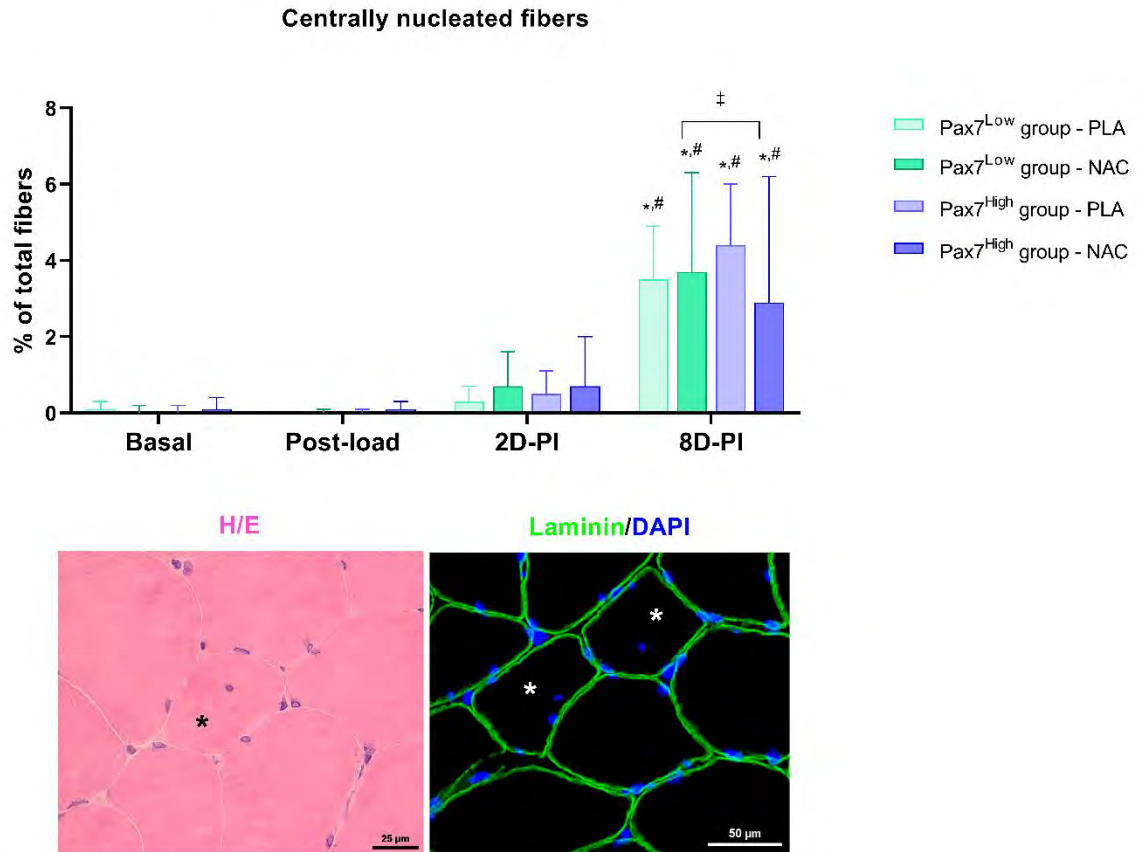 Centrally nucleated fibers
% of total fibers
8
6
4
2
0
‡
*,#
*,#
*,#
*,#
Basal
Post-load
2D-PI
8D-PI
Pax7Low group - PLA
Pax7Low group - NAC
Pax7High group - PLA
Pax7High group - NAC
H/E
Laminin/DAPI
*
*
*
25 µm
50 µm